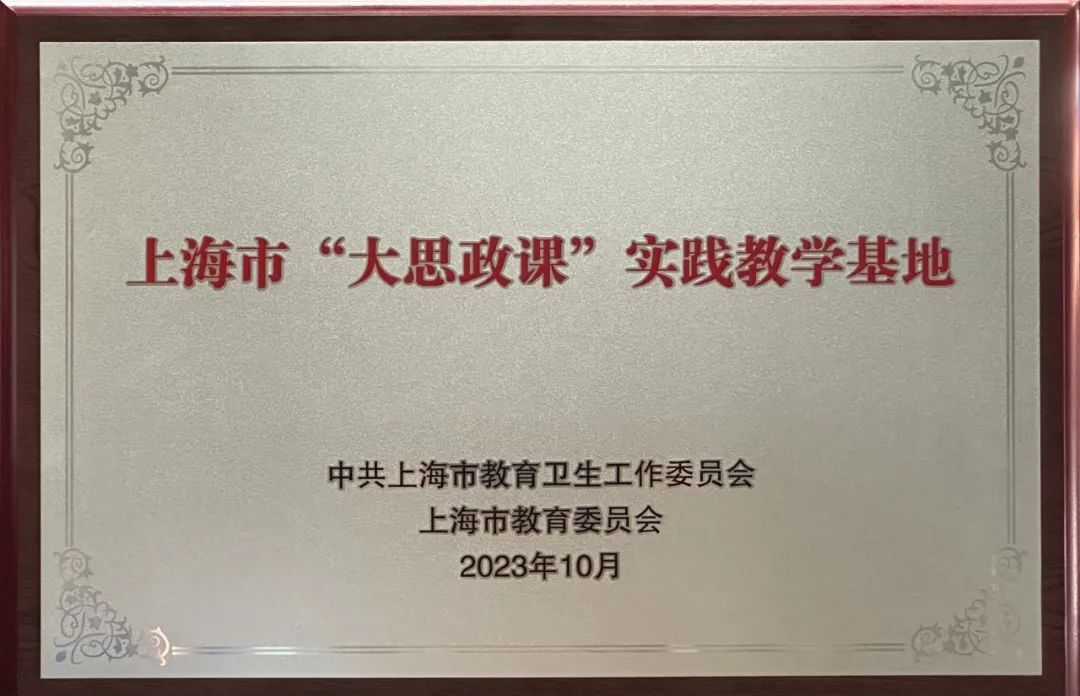 上海市“大思政课”实践教学基地
中共上海市教育卫生工作委员会
上海市教育委员会
2023年10月